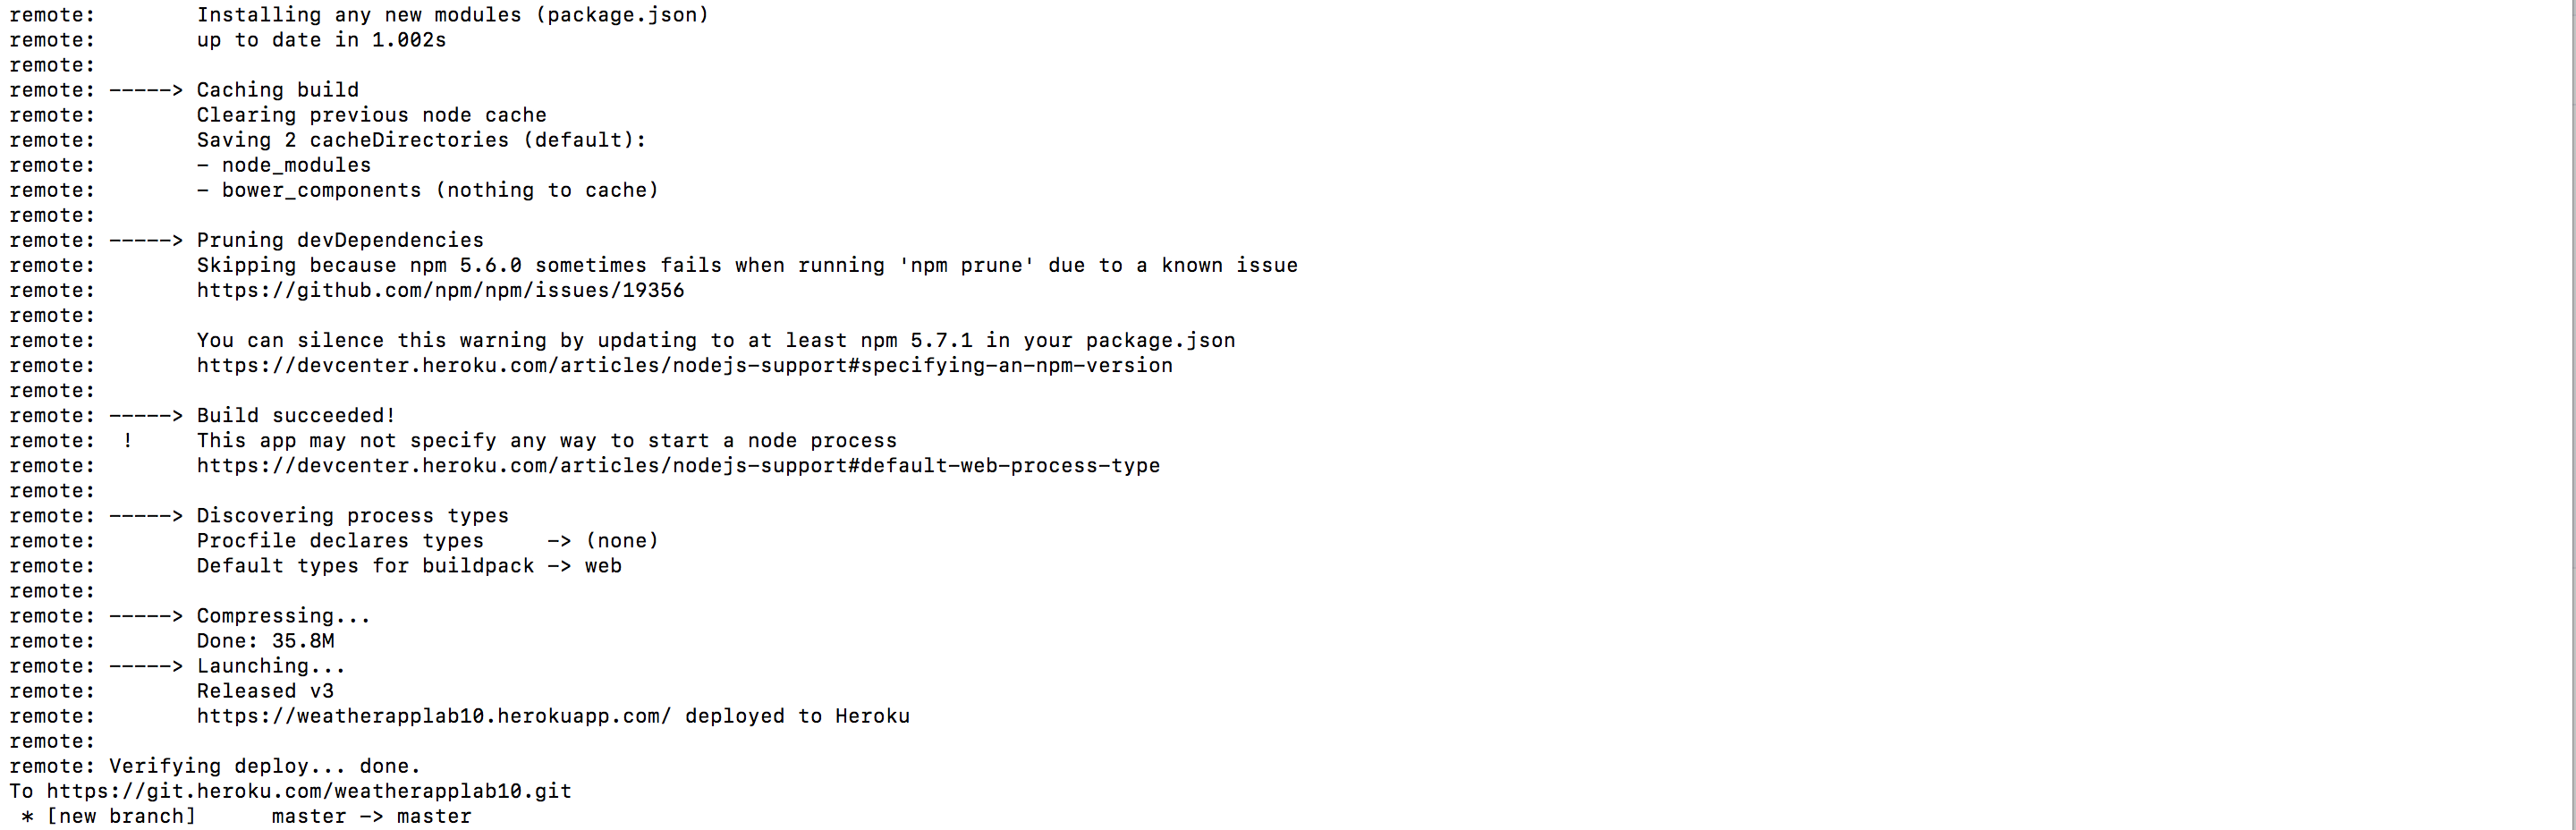 remote:        Installing any new modules (package.json)
remote:        up to date in 1.002s
remote:
remote: -----> Caching build
remote:        Clearing previous node cache
remote:        Saving 2 cacheDirectories (default):
remote:        - node_modules
remote:        - bower_components (nothing to cache)
remote:
remote: -----> Pruning devDependencies
remote:        Skipping because npm 5.6.0 sometimes fails when running 'npm prune' due to a known issue
remote:        https://github.com/npm/npm/issues/19356
remote:
remote:        You can silence this warning by updating to at least npm 5.7.1 in your package.json
remote:        https://devcenter.heroku.com/articles/nodejs-support#specifying-an-npm-version
remote:
remote: -----> Build succeeded!
remote:  !     This app may not specify any way to start a node process
remote:        https://devcenter.heroku.com/articles/nodejs-support#default-web-process-type
remote:
remote: -----> Discovering process types
remote:        Procfile declares types     -> (none)
remote:        Default types for buildpack -> web
remote:
remote: -----> Compressing...
remote:        Done: 35.8M
remote: -----> Launching...
remote:        Released v3
remote:        https://weatherapplab10.herokuapp.com/ deployed to Heroku
remote:
remote: Verifying deploy... done.
To https://git.heroku.com/weatherapplab10.git
 * [new branch]      master -> master